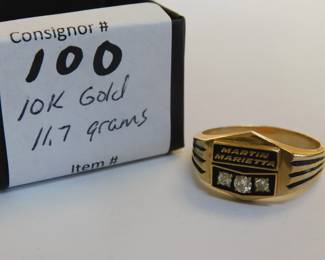 Consignor #
100
10K Gold
11.7 grams
Item #
MARTIN
MARIETTA